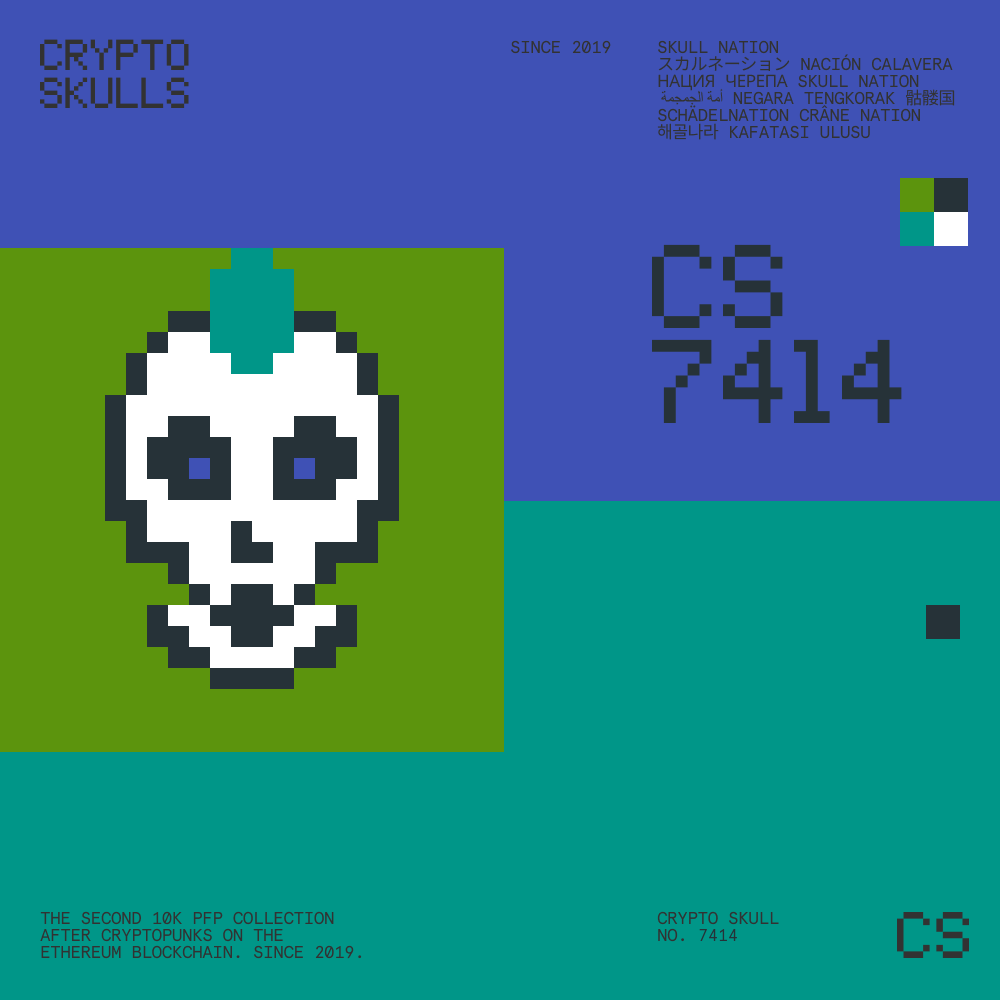 CRYPTO
SKULLS
SINCE 2019
SKULL NATION
スカルネーション NACIÓN CALAVERA
НАЦИЯ ЧЕРЕПА SKULL NATION
أمة الجمجمة NEGARA TENGKORAK 骷髅国
SCHÄDELNATION CRÂNE NATION
해골나라 KAFATASI ULUSU
CS
7414
THE SECOND 10K PFP COLLECTION
AFTER CRYPTOPUNKS ON THE
ETHEREUM BLOCKCHAIN. SINCE 2019.
CRYPTO SKULL
NO. 7414
CS